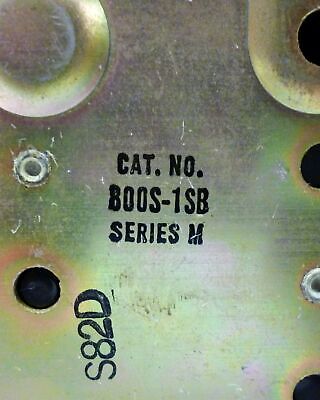 CAT. NO.
800S-1SB
SERIES M
S82D